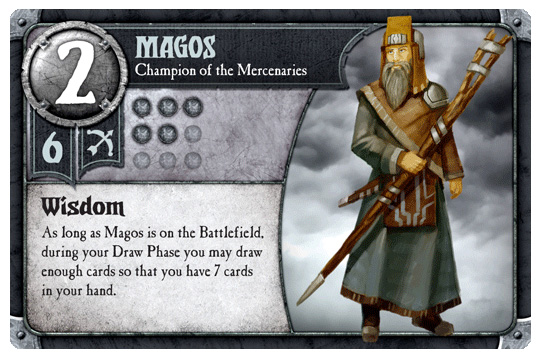 2
MAGOS
Champion of the Mercenaries
6
Wisdom
As long as Magos is on the Battlefield,
during your Draw Phase you may draw
enough cards so that you have 7 cards
in your hand.